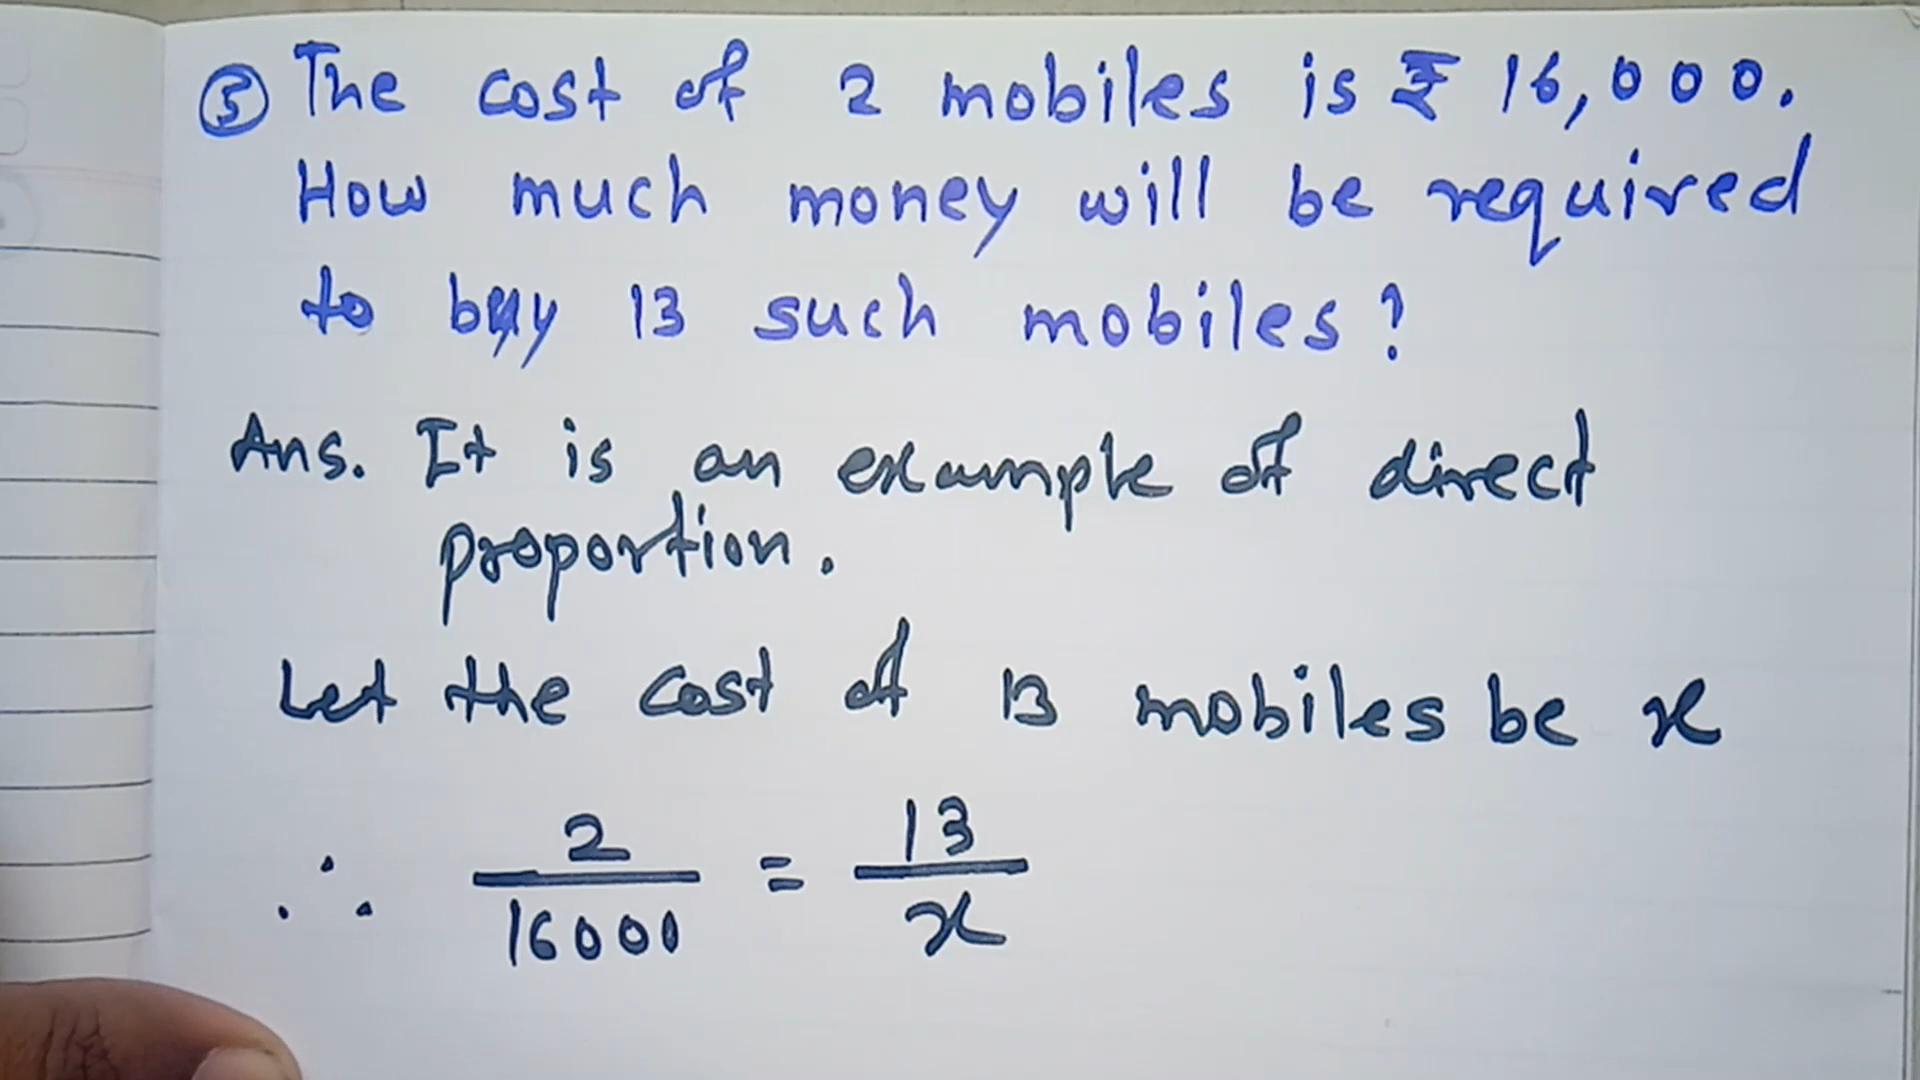 ⑤ The cost of 2 mobiles is ₹ 16,000.
How much money will be required
to buy 13 such mobiles?
Ans. It is an example of direct
proportion.
Let the cost of 13 mobiles be x
∴ 2/16000 = 13/x